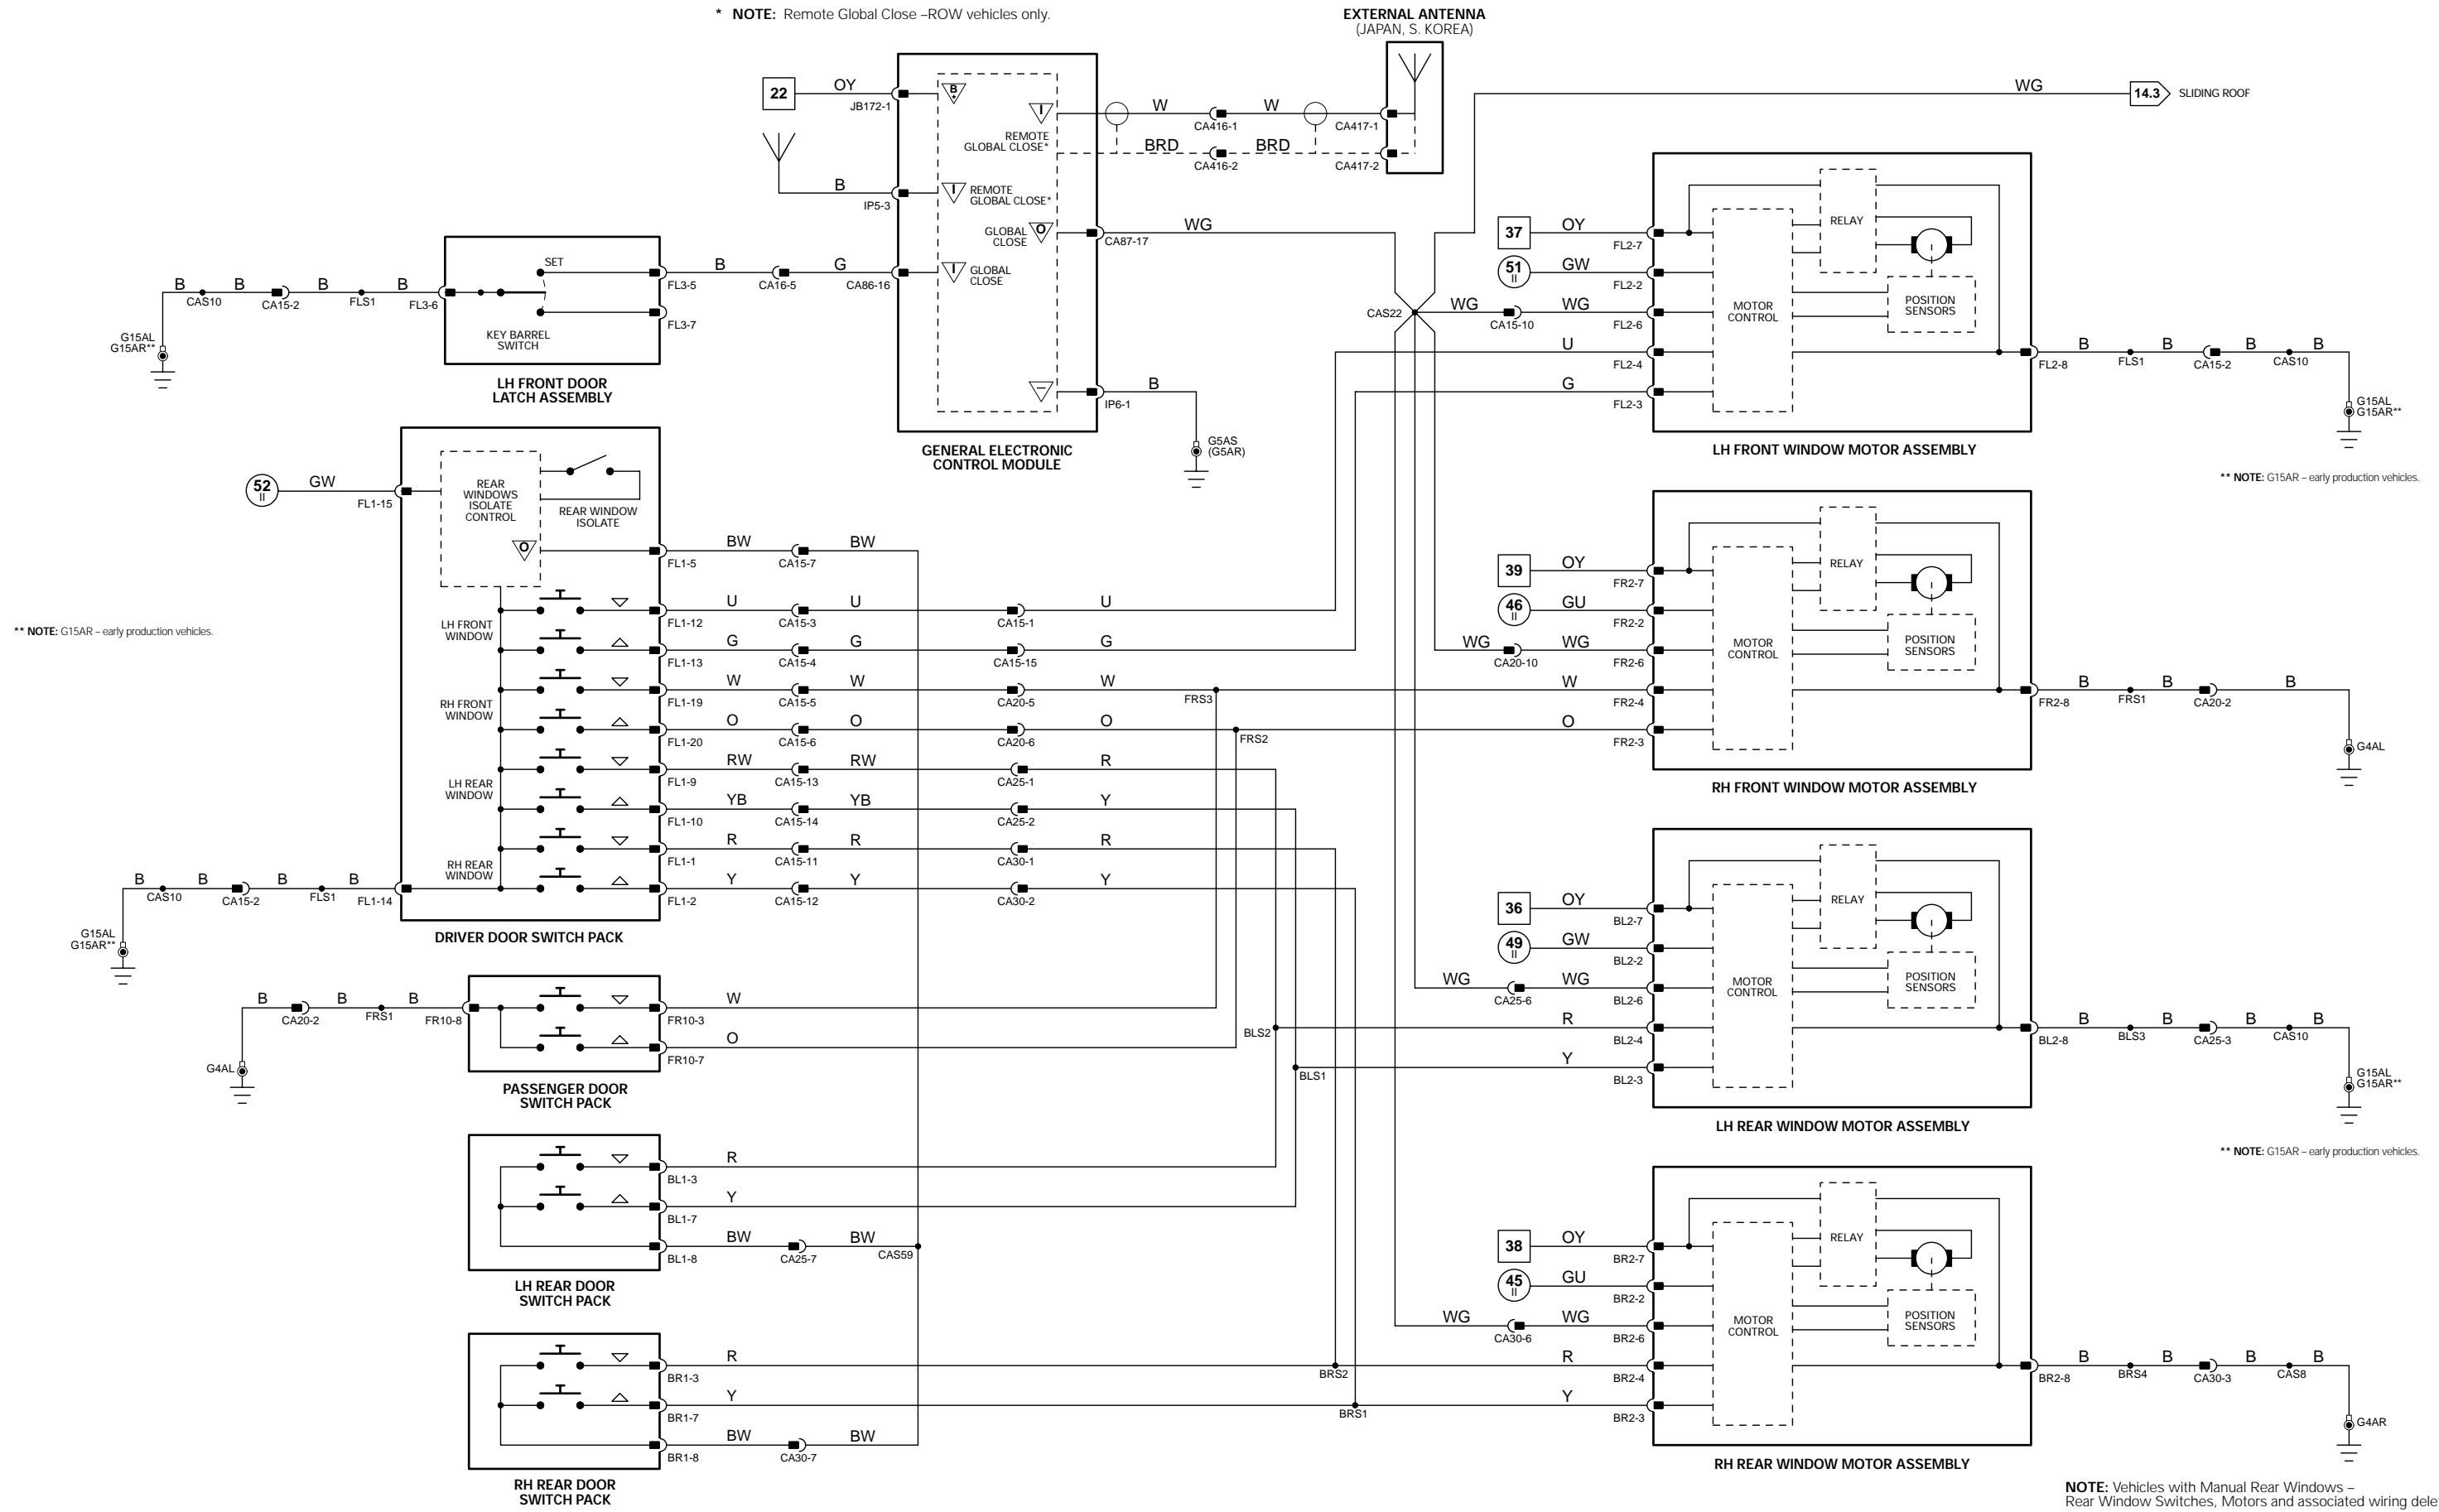 * NOTE: Remote Global Close –ROW vehicles only.
EXTERNAL ANTENNA
(JAPAN, S. KOREA)
22
OY
JB172-1
B
+
I
REMOTE
GLOBAL CLOSE*
W
CA416-1
W
CA417-1
BRD
CA416-2
BRD
CA417-2
B
IP5-3
I
REMOTE
GLOBAL CLOSE*
GLOBAL
CLOSE
O
CA87-17
WG
I
GLOBAL
CLOSE
IP6-1
B
G5AS
(G5AR)
GENERAL ELECTRONIC
CONTROL MODULE
WG
14.3
SLIDING ROOF
G15AL
G15AR**
B
CAS10
B
CA15-2
B
FLS1
B
FL3-6
SET
KEY BARREL
SWITCH
FL3-5
B
CA16-5
G
CA86-16
FL3-7
LH FRONT DOOR
LATCH ASSEMBLY
52
II
GW
FL1-15
REAR
WINDOWS
ISOLATE
CONTROL
REAR WINDOW
ISOLATE
O
FL1-5
BW
CA15-7
BW
LH FRONT
WINDOW
FL1-12
U
CA15-3
U
CA15-1
U
FL1-13
G
CA15-4
G
CA15-15
G
RH FRONT
WINDOW
FL1-19
W
CA15-5
W
CA20-5
W
FRS3
FL1-20
O
CA15-6
O
CA20-6
O
FRS2
LH REAR
WINDOW
FL1-9
RW
CA15-13
RW
CA25-1
R
FL1-10
YB
CA15-14
YB
CA25-2
Y
RH REAR
WINDOW
FL1-1
R
CA15-11
R
CA30-1
R
FL1-2
Y
CA15-12
Y
CA30-2
Y
** NOTE: G15AR – early production vehicles.
B
CAS10
B
CA15-2
B
FLS1
B
FL1-14
G15AL
G15AR**
DRIVER DOOR SWITCH PACK
B
CA20-2
B
FRS1
B
FR10-8
G4AL
FR10-3
W
FR10-7
O
PASSENGER DOOR
SWITCH PACK
BL1-3
R
BL1-7
Y
BL1-8
BW
CA25-7
BW
CAS59
LH REAR DOOR
SWITCH PACK
BR1-3
R
BR1-7
Y
BR1-8
BW
CA30-7
BW
RH REAR DOOR
SWITCH PACK
BLS2
BLS1
BRS2
BRS1
CAS22
37
OY
FL2-7
51
II
GW
FL2-2
WG
CA15-10
WG
FL2-6
U
FL2-4
G
FL2-3
MOTOR
CONTROL
RELAY
POSITION
SENSORS
FL2-8
B
FLS1
B
CA15-2
B
CAS10
B
G15AL
G15AR**
LH FRONT WINDOW MOTOR ASSEMBLY
** NOTE: G15AR – early production vehicles.
39
OY
FR2-7
46
II
GU
FR2-2
WG
CA20-10
WG
FR2-6
W
FR2-4
O
FR2-3
MOTOR
CONTROL
RELAY
POSITION
SENSORS
FR2-8
B
FRS1
B
CA20-2
B
G4AL
RH FRONT WINDOW MOTOR ASSEMBLY
36
OY
BL2-7
49
II
GW
BL2-2
WG
CA25-6
WG
BL2-6
R
BL2-4
Y
BL2-3
MOTOR
CONTROL
RELAY
POSITION
SENSORS
BL2-8
B
BLS3
B
CA25-3
B
CAS10
B
G15AL
G15AR**
LH REAR WINDOW MOTOR ASSEMBLY
** NOTE: G15AR – early production vehicles.
38
OY
BR2-7
45
II
GU
BR2-2
WG
CA30-6
WG
BR2-6
R
BR2-4
Y
BR2-3
MOTOR
CONTROL
RELAY
POSITION
SENSORS
BR2-8
B
BRS4
B
CA30-3
B
CAS8
B
G4AR
RH REAR WINDOW MOTOR ASSEMBLY
NOTE: Vehicles with Manual Rear Windows –
Rear Window Switches, Motors and associated wiring dele